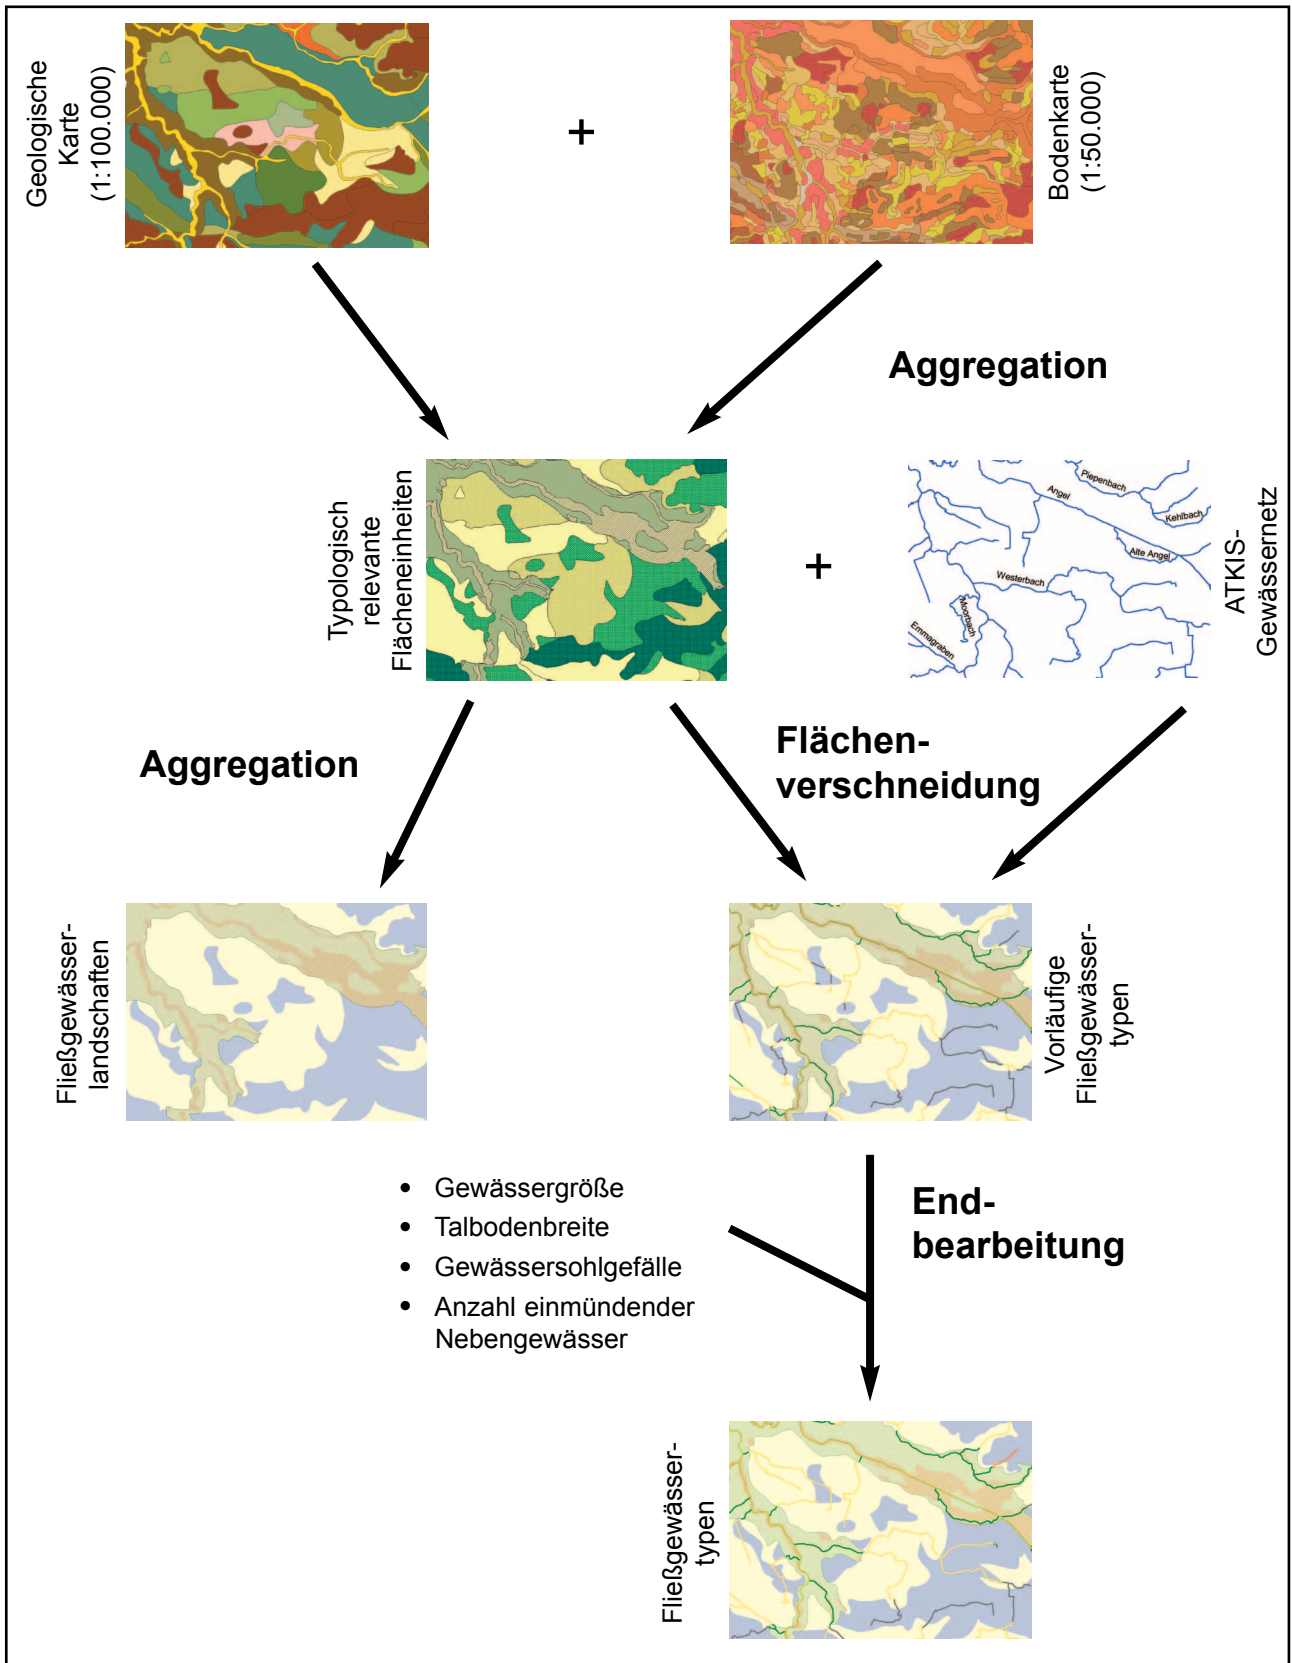 Geologische
Karte
(1:100.000)
+
Bodenkarte
(1:50.000)
Aggregation
Typologisch
relevante
Flächeneinheiten
+
Piepenbach
Angel
Kehlbach
Alte Angel
Westerbach
Moorbach
Emmagraben
ATKIS-
Gewässernetz
Aggregation
Flächen-
verschneidung
Fließgewässer-
landschaften
Vorläufige
Fließgewässer-
typen
• Gewässergröße
• Talbodenbreite
• Gewässersohlgefälle
• Anzahl einmündender
Nebengewässer
End-
bearbeitung
Fließgewässer-
typen